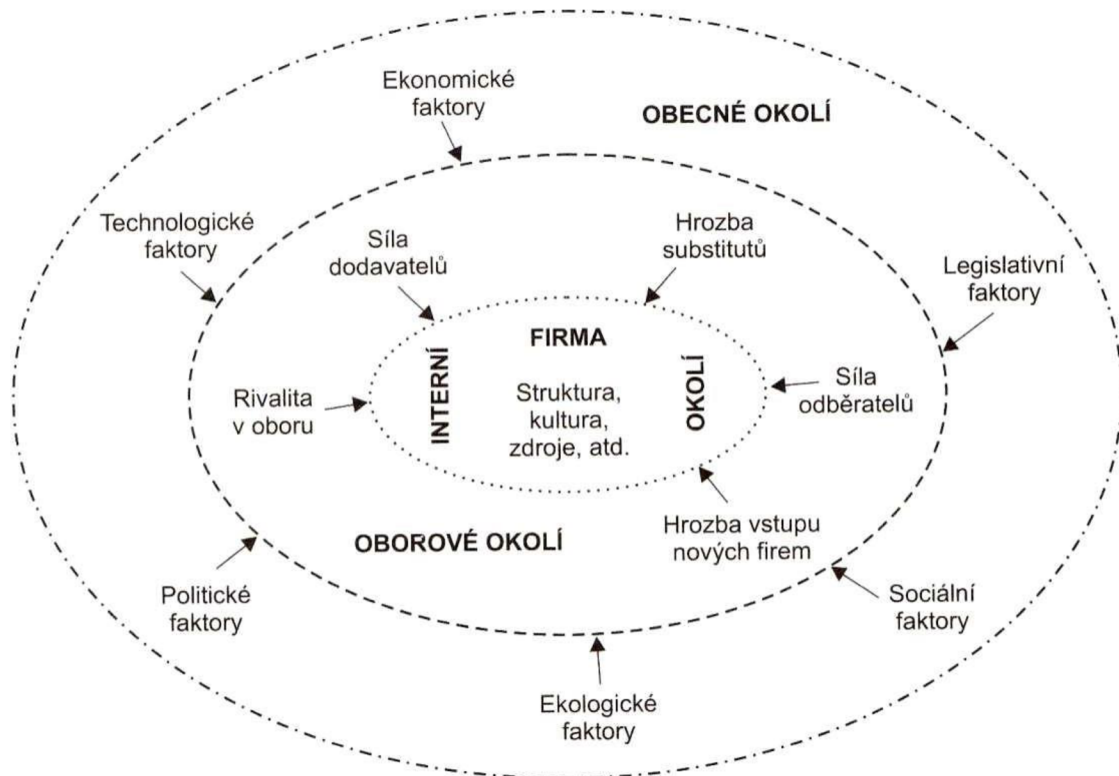 Ekonomické
faktory
OBECNÉ OKOLÍ
Technologické
faktory
Síla
dodavatelů
Hrozba
substitutů
Legislativní
faktory
FIRMA
INTERNÍ
Struktura,
kultura,
zdroje, atd.
OKOLÍ
Rivalita
v oboru
Síla
odběratelů
OBOROVÉ OKOLÍ
Hrozba vstupu
nových firem
Politické
faktory
Sociální
faktory
Ekologické
faktory